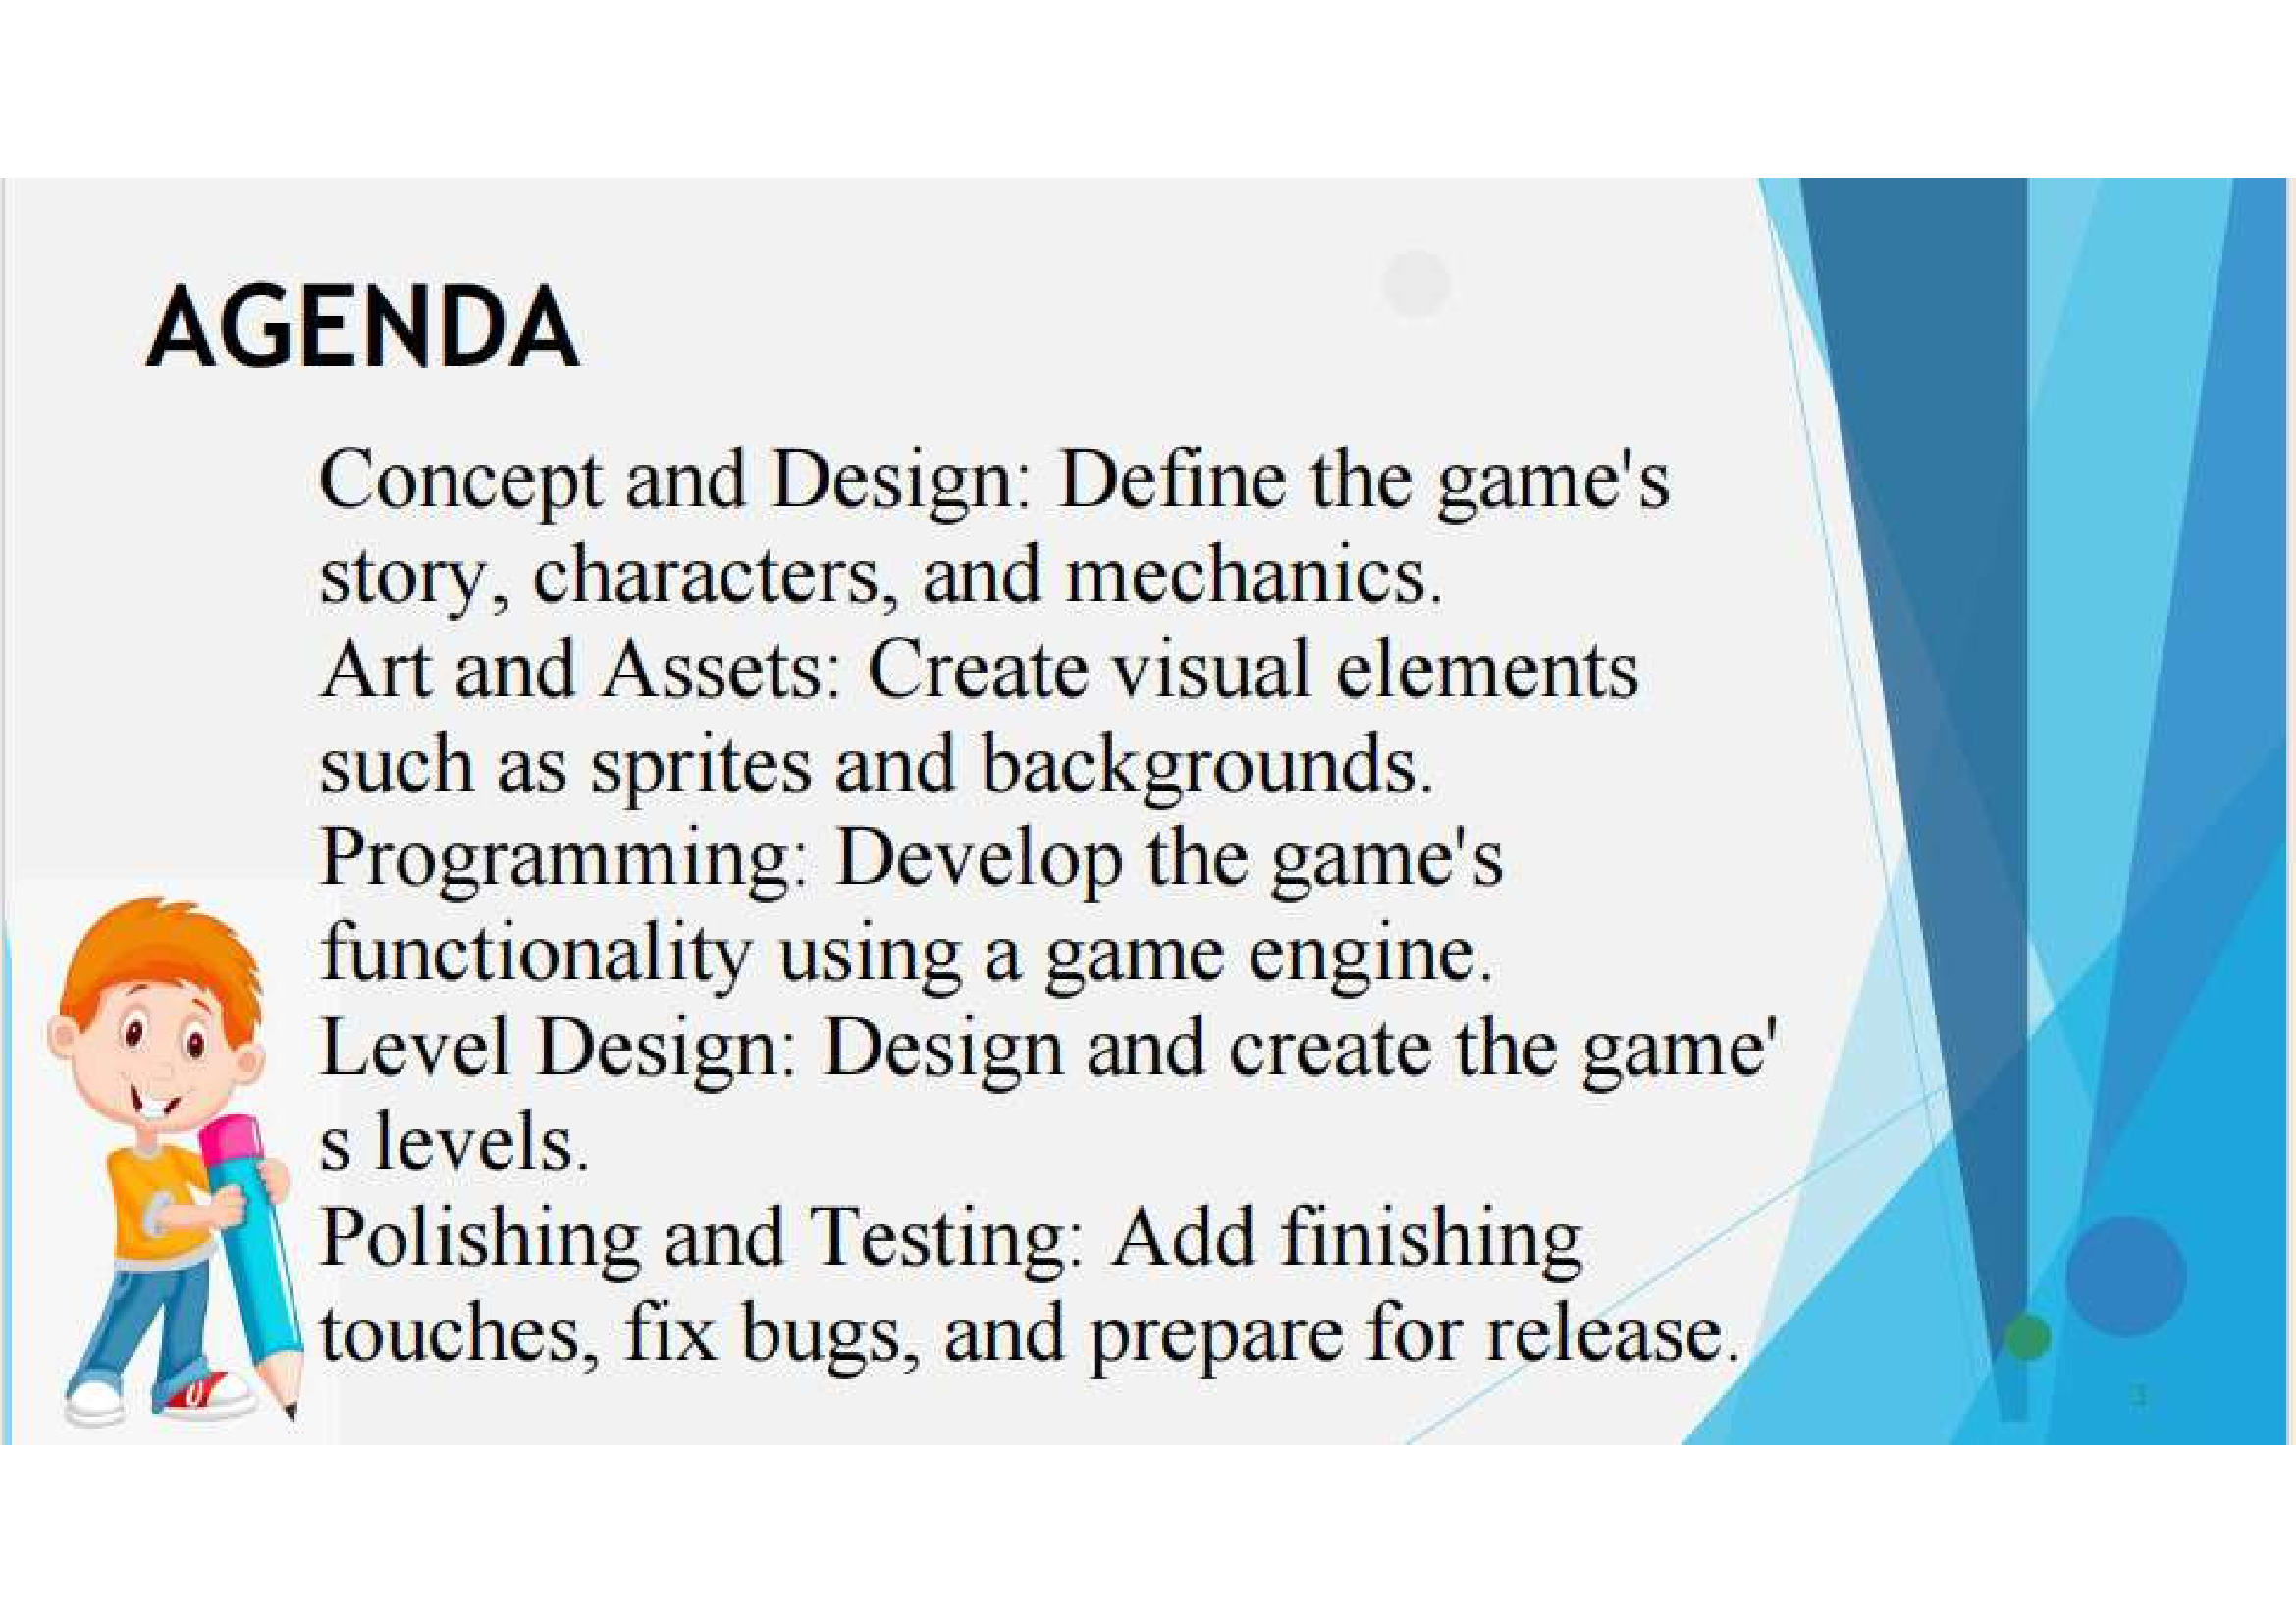 AGENDA
Concept and Design: Define the game's
story, characters, and mechanics.
Art and Assets: Create visual elements
such as sprites and backgrounds.
Programming: Develop the game's
functionality using a game engine.
Level Design: Design and create the game'
s levels.
Polishing and Testing: Add finishing
touches, fix bugs, and prepare for release.
3